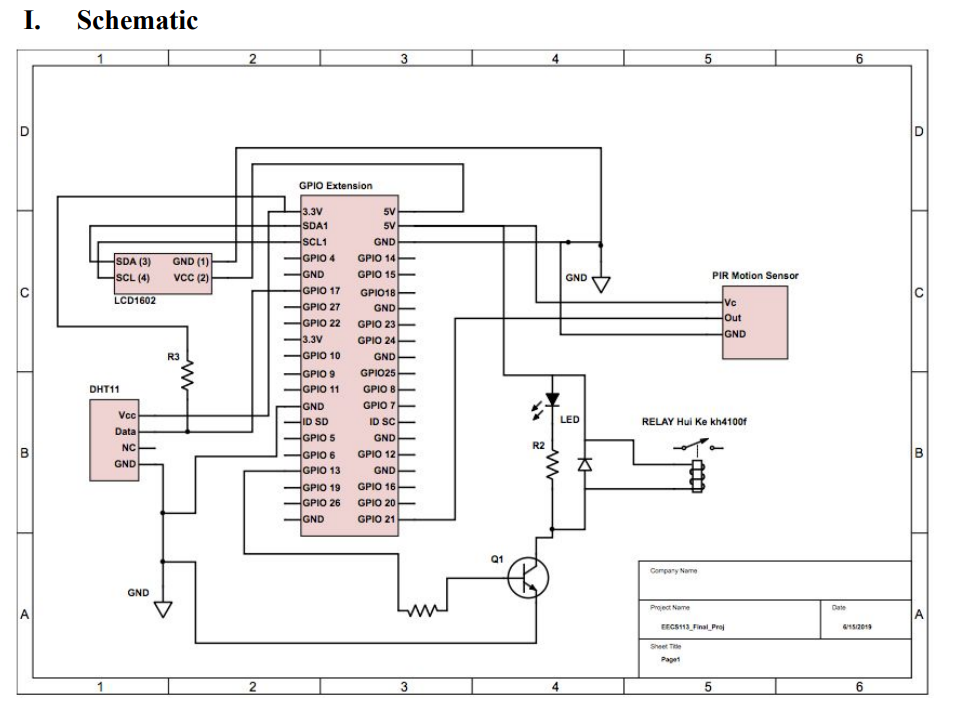 I. Schematic
1 2 3 4 5 6
D D
GPIO Extension
3.3V 5V
SDA1 5V
SCL1 GND
GPIO 4 GPIO 14
GND GPIO 15
GPIO 17 GPIO18
GPIO 27 GND
GPIO 22 GPIO 23
3.3V GPIO 24
GPIO 10 GND
GPIO 9 GPIO25
GPIO 11 GPIO 8
GND GPIO 7
ID SD ID SC
GPIO 5 GND
GPIO 6 GPIO 12
GPIO 13 GND
GPIO 19 GPIO 16
GPIO 26 GPIO 20
GND GPIO 21
SDA (3) GND (1)
SCL (4) VCC (2)
LCD1602
GND
PIR Motion Sensor
Vc
Out
GND
C C
R3
DHT11
Vcc
Data
NC
GND
LED
R2
RELAY Hui Ke kh4100f
B B
Q1
GND
A A
Company Name
Project Name Date
EECS113_Final_Proj 6/15/2019
Sheet Title
Page1
1 2 3 4 5 6